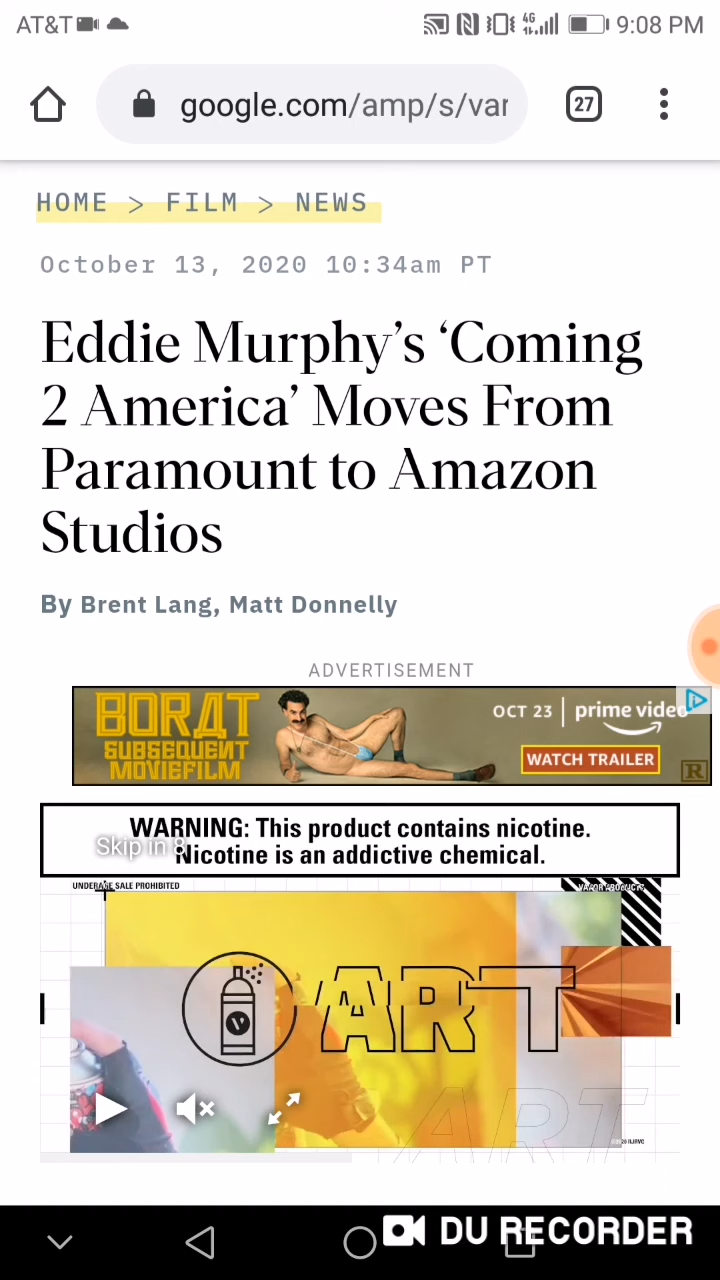 AT&T 4G 9:08 PM
google.com/amp/s/var 27
HOME > FILM > NEWS
October 13, 2020 10:34am PT
Eddie Murphy's ‘Coming
2 America’ Moves From
Paramount to Amazon
Studios
By Brent Lang, Matt Donnelly
ADVERTISEMENT
BORAT
SUBSEQUENT
MOVIEFILM
OCT 23 | prime video
WATCH TRAILER
R
WARNING: This product contains nicotine.
Nicotine is an addictive chemical.
Skip in 8
UNDERAGE SALE PROHIBITED
V
ART
ART
DU RECORDER